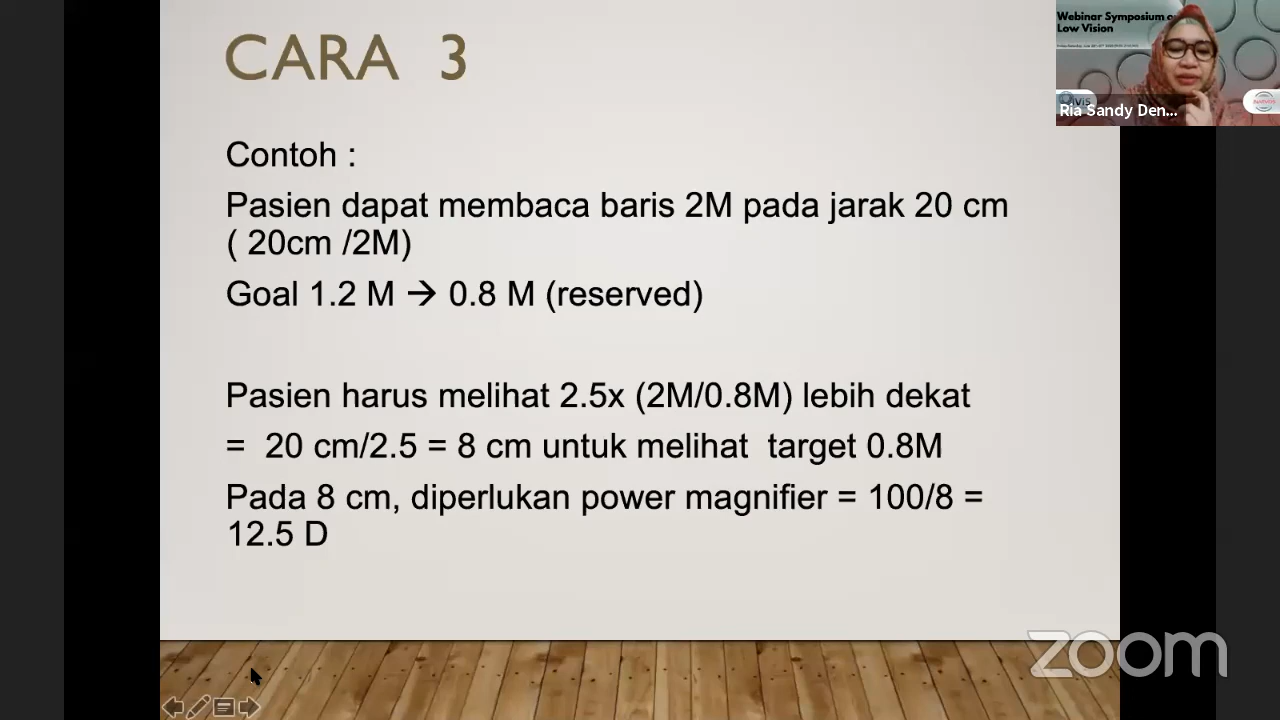 CARA 3
Contoh :
Pasien dapat membaca baris 2M pada jarak 20 cm
( 20cm /2M)
Goal 1.2 M → 0.8 M (reserved)
Pasien harus melihat 2.5x (2M/0.8M) lebih dekat
= 20 cm/2.5 = 8 cm untuk melihat target 0.8M
Pada 8 cm, diperlukan power magnifier = 100/8 =
12.5 D
Webinar Symposium
Low Vision
Ria Sandy Den...
zoom